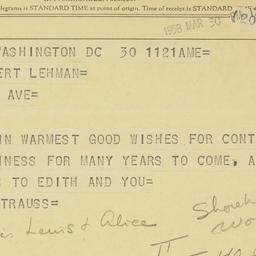 telegrams is STANDARD TIME at point of origin. Time of receipt is STANDARD
1958 MAR 30
WASHINGTON DC 30 1121AME=
ERT LEHMAN=
AVE=
IN WARMEST GOOD WISHES FOR CONT
INESS FOR MANY YEARS TO COME, A
TO EDITH AND YOU=
TRAUSS=
Lewis & Alice